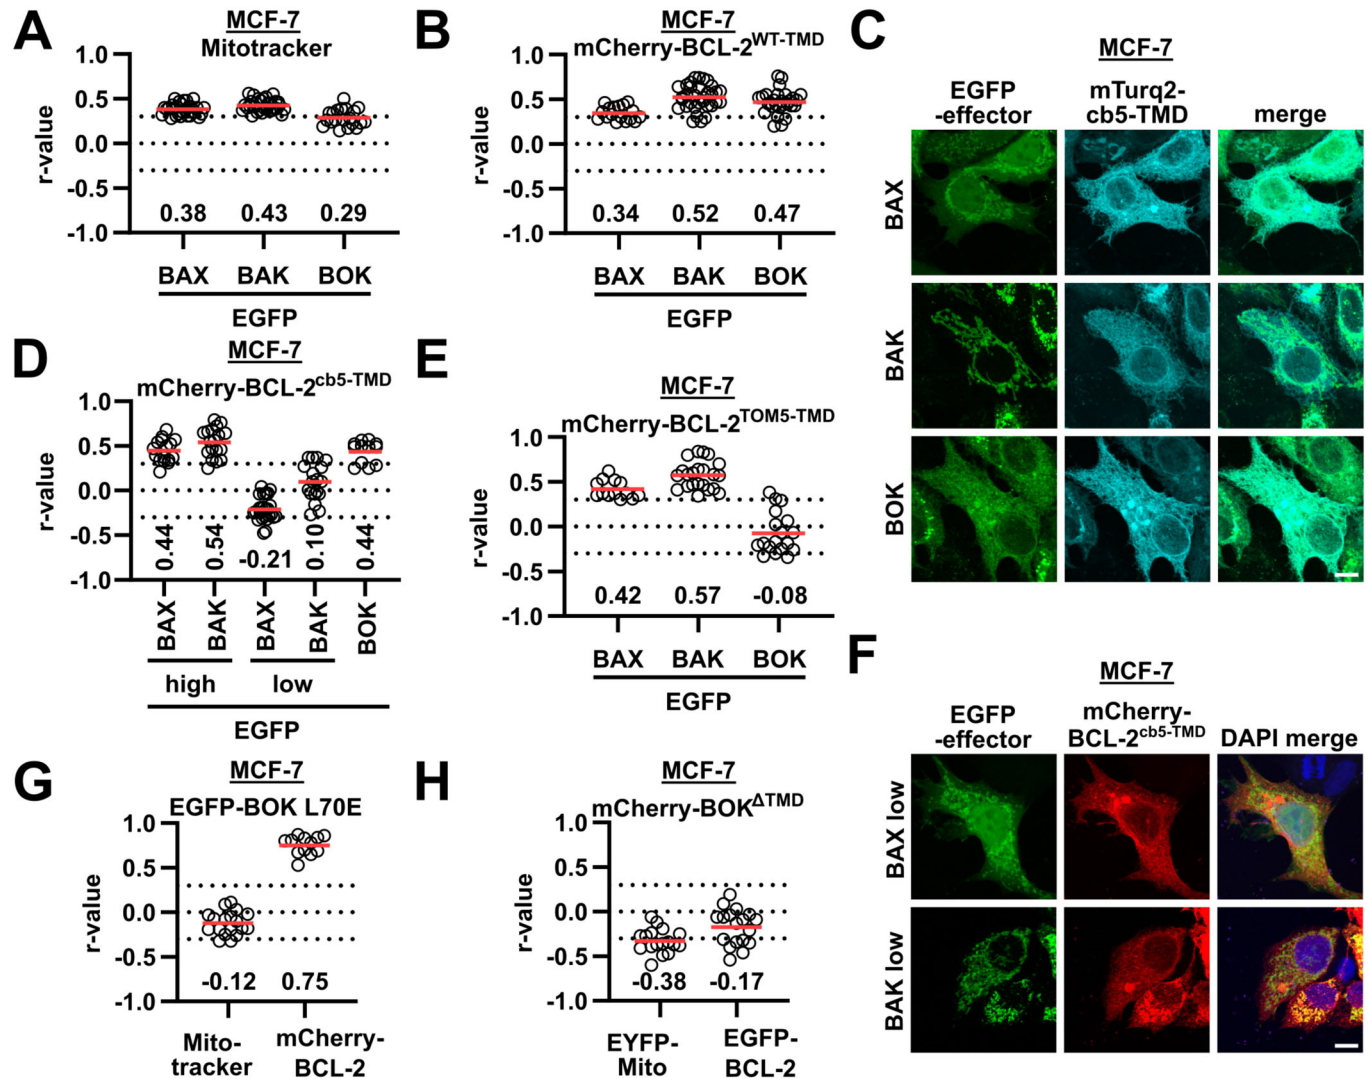 A
MCF-7
Mitotracker
r-value
1.0
0.5
0.0
-0.5
-1.0
0.38 0.43 0.29
BAX BAK BOK
EGFP
B
MCF-7
mCherry-BCL-2WT-TMD
r-value
1.0
0.5
0.0
-0.5
-1.0
0.34 0.52 0.47
BAX BAK BOK
EGFP
C
MCF-7
EGFP
-effector
mTurq2-
cb5-TMD
merge
BAX
BAK
BOK
D
MCF-7
mCherry-BCL-2cb5-TMD
r-value
1.0
0.5
0.0
-0.5
-1.0
0.44 0.54 -0.21 0.10 0.44
BAX BAK BAX BAK BOK
high low
EGFP
E
MCF-7
mCherry-BCL-2TOM5-TMD
r-value
1.0
0.5
0.0
-0.5
-1.0
0.42 0.57 -0.08
BAX BAK BOK
EGFP
F
MCF-7
EGFP
-effector
mCherry-
BCL-2cb5-TMD
DAPI merge
BAX low
BAK low
G
MCF-7
EGFP-BOK L70E
r-value
1.0
0.5
0.0
-0.5
-1.0
-0.12 0.75
Mito-
tracker
mCherry-
BCL-2
H
MCF-7
mCherry-BOKΔTMD
r-value
1.0
0.5
0.0
-0.5
-1.0
-0.38 -0.17
EYFP-
Mito
EGFP-
BCL-2